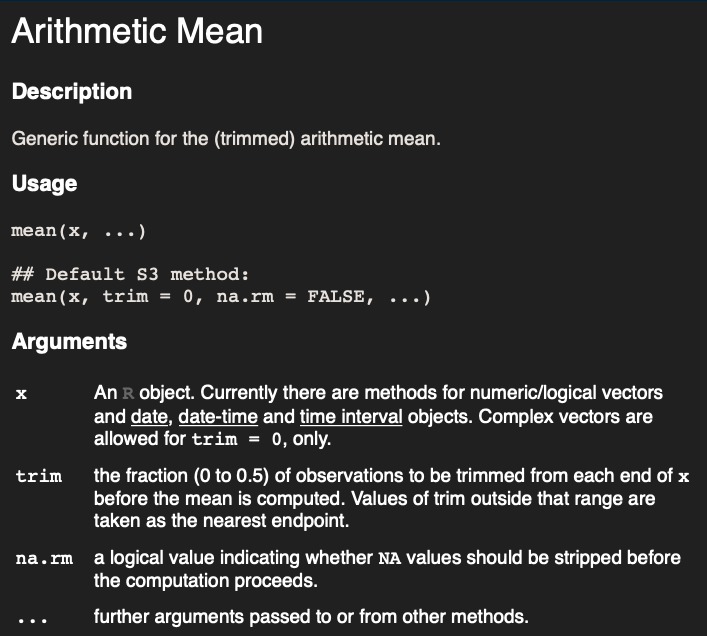 Arithmetic Mean
Description
Generic function for the (trimmed) arithmetic mean.
Usage
mean(x, ...)
## Default S3 method:
mean(x, trim = 0, na.rm = FALSE, ...)
Arguments
x An R object. Currently there are methods for numeric/logical vectors
and date, date-time and time interval objects. Complex vectors are
allowed for trim = 0, only.
trim the fraction (0 to 0.5) of observations to be trimmed from each end of x
before the mean is computed. Values of trim outside that range are
taken as the nearest endpoint.
na.rm a logical value indicating whether NA values should be stripped before
the computation proceeds.
... further arguments passed to or from other methods.